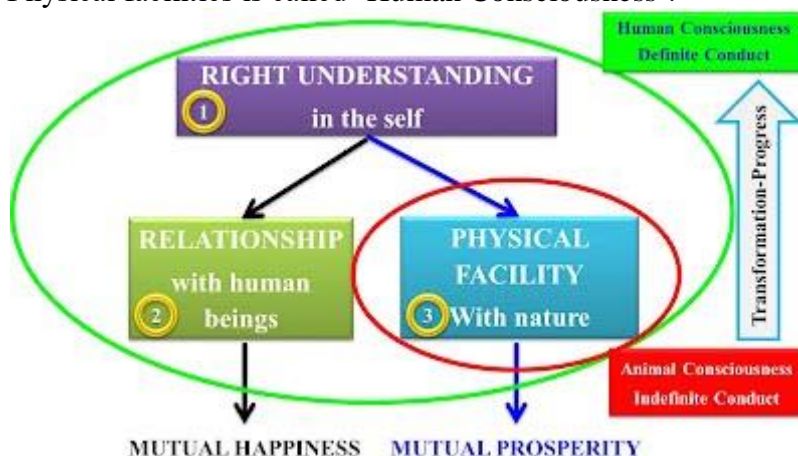 Physical facilities is called "Human Consciousness".
Human Consciousness
Definite Conduct
RIGHT UNDERSTANDING
in the self
1
RELATIONSHIP
with human
beings
2
PHYSICAL
FACILITY
With nature
3
Transformation-Progress
Animal Consciousness
Indefinite Conduct
MUTUAL HAPPINESS
MUTUAL PROSPERITY